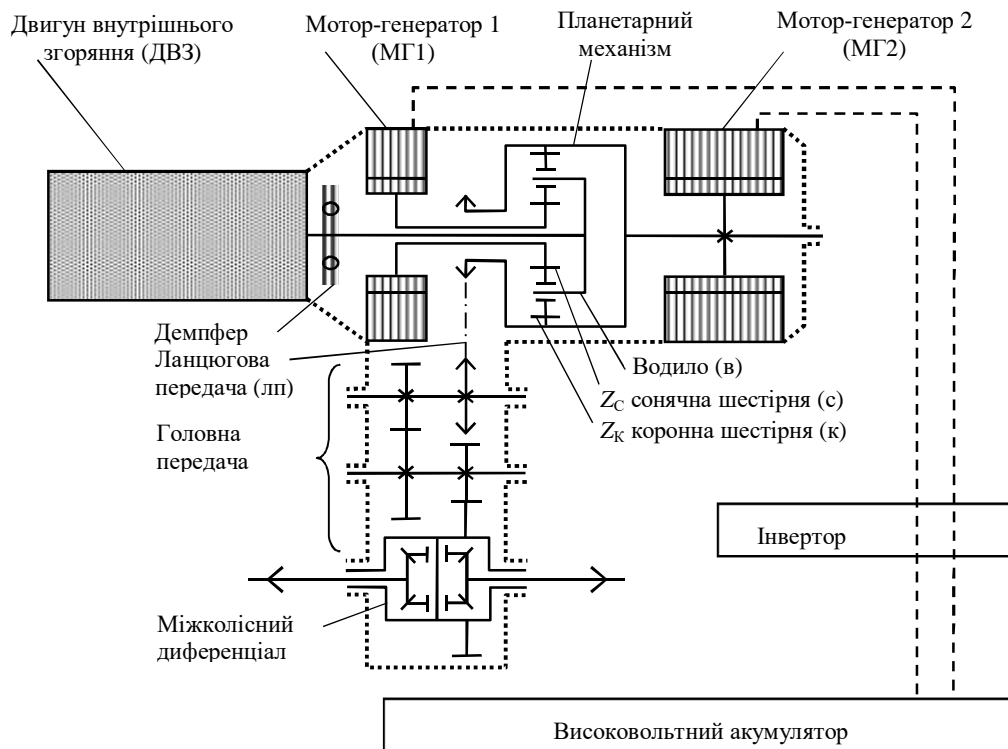 Двигун внутрішнього
згоряння (ДВЗ)
Мотор-генератор 1
(МГ1)
Планетарний
механізм
Мотор-генератор 2
(МГ2)
Демпфер
Ланцюгова
передача (лп)
Водило (в)
Головна
передача
ZС сонячна шестірня (с)
ZК коронна шестірня (к)
Інвертор
Міжколісний
диференціал
Високовольтний акумулятор